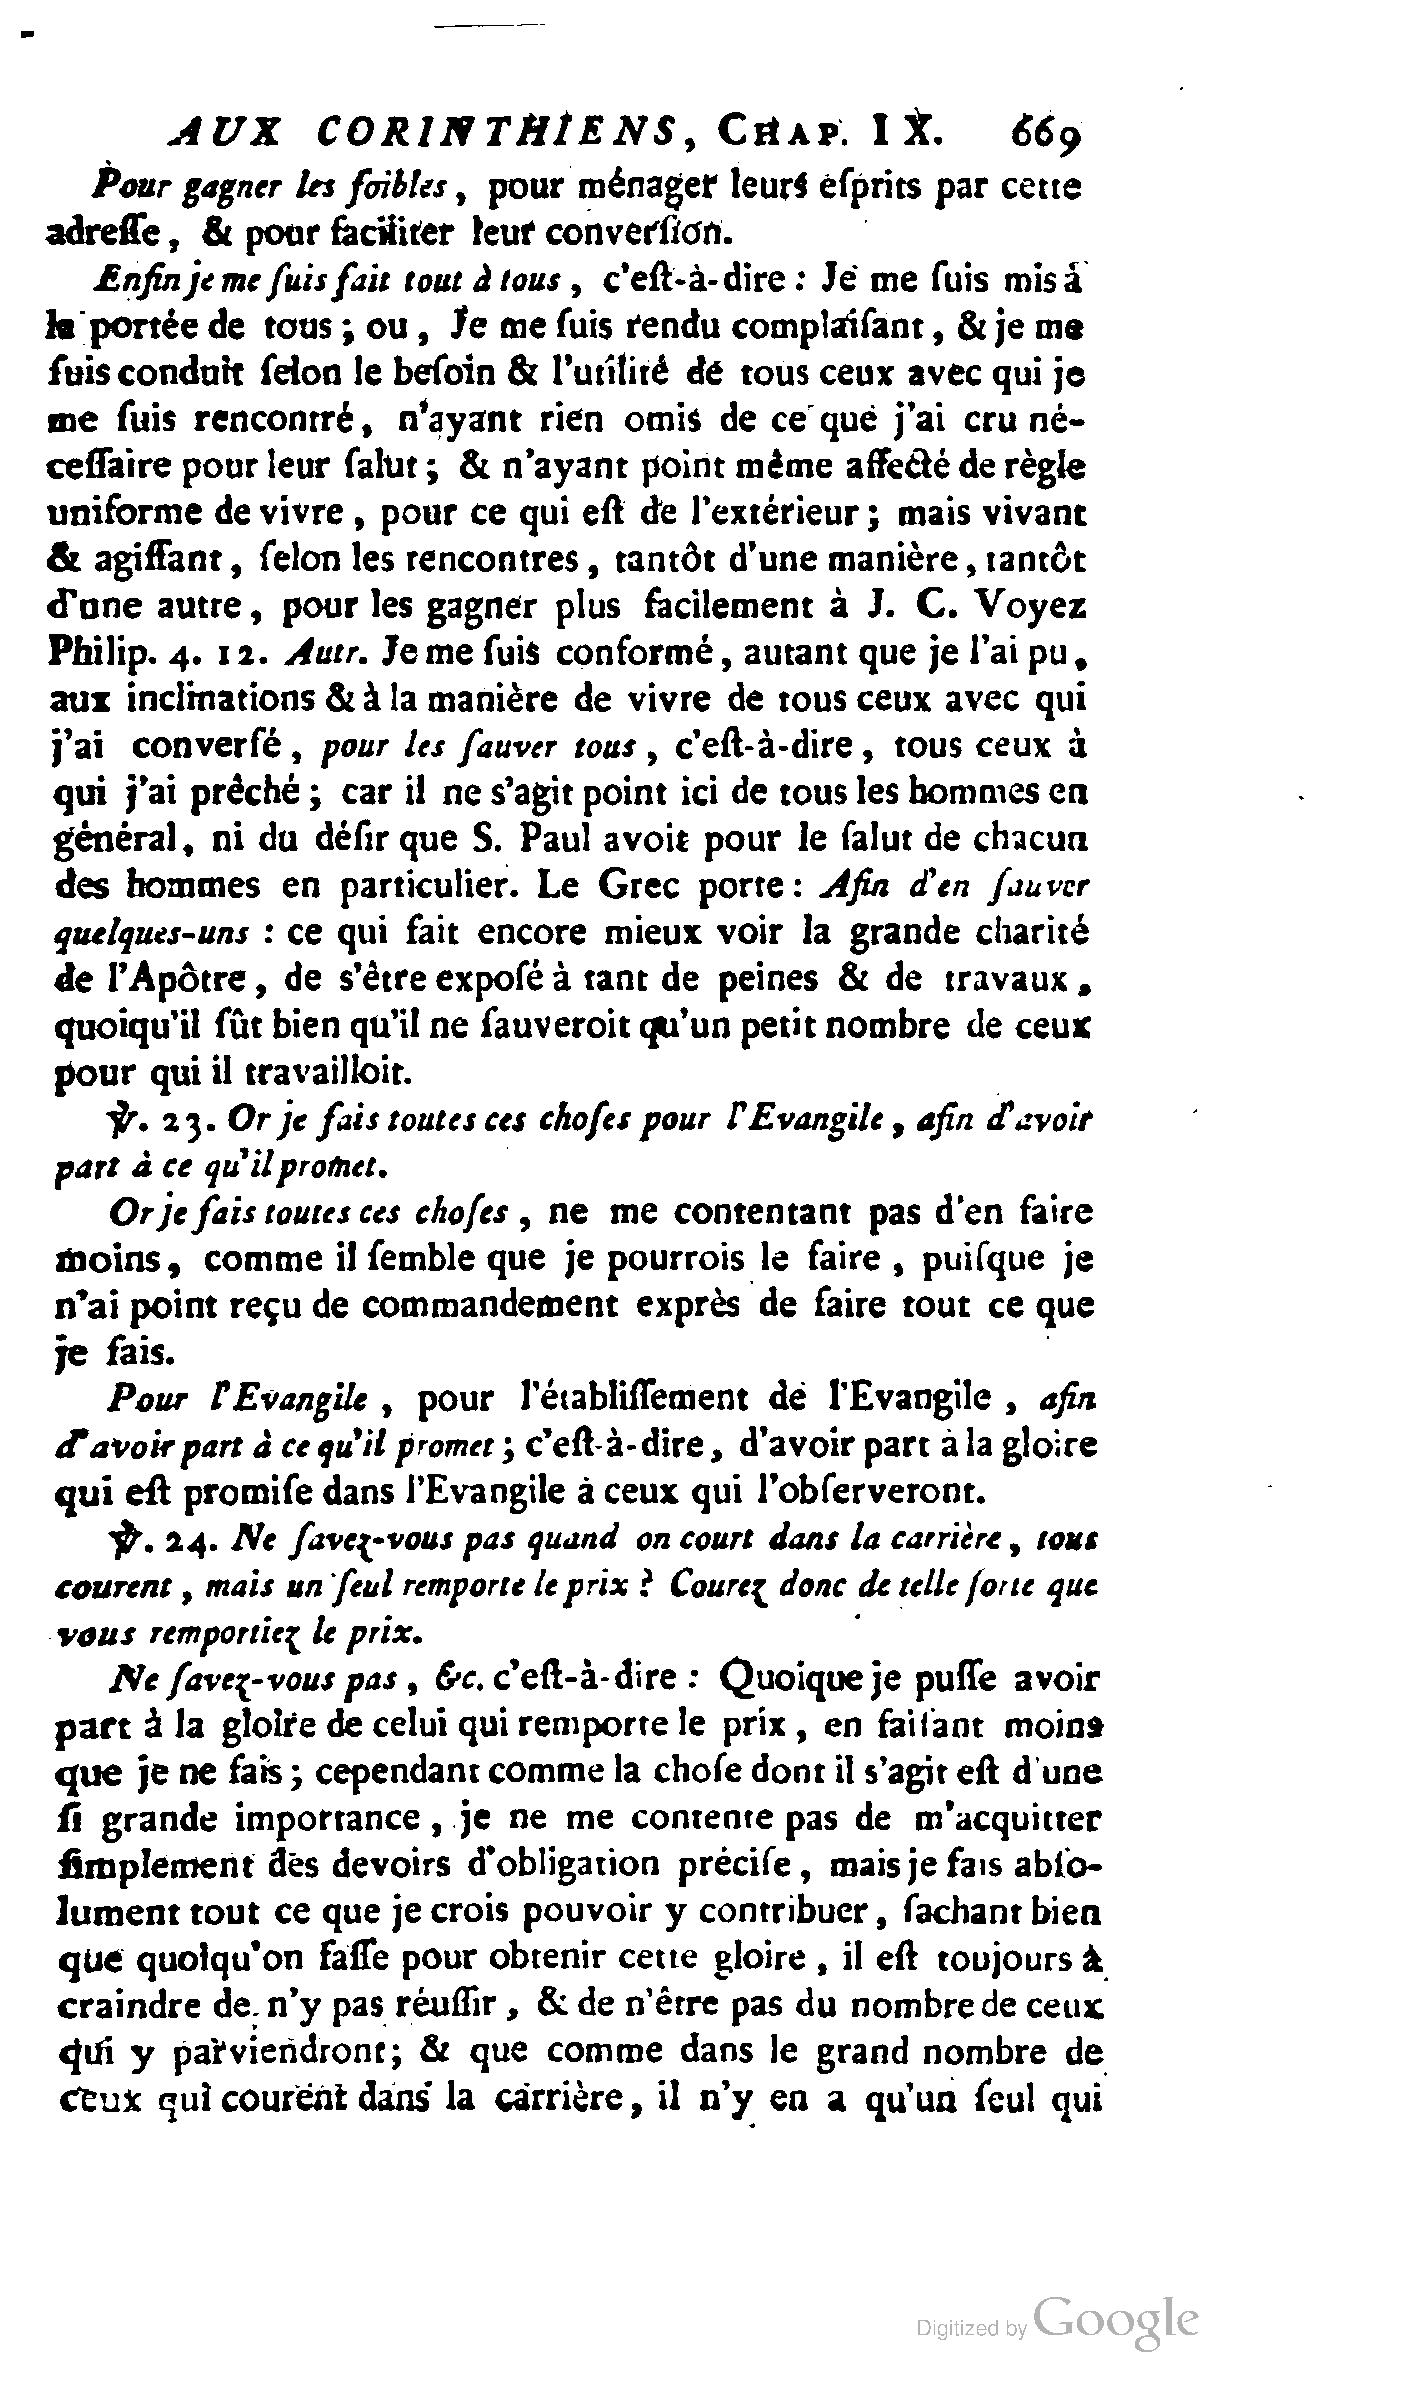 AUX CORINTHIENS, CHAP. IX. 669
Pour gagner les foibles, pour ménager leurs eſprits par cette
adreſſe, & pour faciliter leur converſion.
Enfin je me ſuis fait tout à tous, c'eſt-à-dire : Je me ſuis mis à
la portée de tous ; ou, Je me ſuis rendu complaiſant, & je me
ſuis conduit ſelon le beſoin & l'utilité de tous ceux avec qui je
me ſuis rencontré, n'ayant rien omis de ce que j'ai cru né-
ceſſaire pour leur ſalut ; & n'ayant point même affecté de règle
uniforme de vivre, pour ce qui eſt de l'extérieur ; mais vivant
& agiſſant, ſelon les rencontres, tantôt d'une manière, tantôt
d'une autre, pour les gagner plus facilement à J. C. Voyez
Philip. 4. 12. Autr. Je me ſuis conformé, autant que je l'ai pu,
aux inclinations & à la manière de vivre de tous ceux avec qui
j'ai converſé, pour les ſauver tous, c'eſt-à-dire, tous ceux à
qui j'ai prêché ; car il ne s'agit point ici de tous les hommes en
général, ni du déſir que S. Paul avoit pour le ſalut de chacun
des hommes en particulier. Le Grec porte : Afin d'en ſauver
quelques-uns : ce qui fait encore mieux voir la grande charité
de l'Apôtre, de s'être expoſé à tant de peines & de travaux,
quoiqu'il ſût bien qu'il ne ſauveroit qu'un petit nombre de ceux
pour qui il travailloit.
℣. 23. Or je fais toutes ces choſes pour l'Evangile, afin d'avoir
part à ce qu'il promet.
Or je fais toutes ces choſes, ne me contentant pas d'en faire
moins, comme il ſemble que je pourrois le faire, puiſque je
n'ai point reçu de commandement exprès de faire tout ce que
je fais.
Pour l'Evangile, pour l'établiſſement de l'Evangile, afin
d'avoir part à ce qu'il promet ; c'eſt-à-dire, d'avoir part à la gloire
qui eſt promiſe dans l'Evangile à ceux qui l'obſerveront.
℣. 24. Ne ſavez-vous pas quand on court dans la carrière, tous
courent, mais un ſeul remporte le prix ? Courez donc de telle ſorte que
vous remportiez le prix.
Ne ſavez-vous pas, &c. c'eſt-à-dire : Quoique je puſſe avoir
part à la gloire de celui qui remporte le prix, en faiſant moins
que je ne fais ; cependant comme la choſe dont il s'agit eſt d'une
ſi grande importance, je ne me contente pas de m'acquitter
ſimplement des devoirs d'obligation préciſe, mais je fais abſo-
lument tout ce que je crois pouvoir y contribuer, ſachant bien
que quoiqu'on faſſe pour obtenir cette gloire, il eſt toujours à
craindre de n'y pas réuſſir, & de n'être pas du nombre de ceux
qui y parviendront ; & que comme dans le grand nombre de
ceux qui courent dans la carrière, il n'y en a qu'un ſeul qui
Digitized by Google